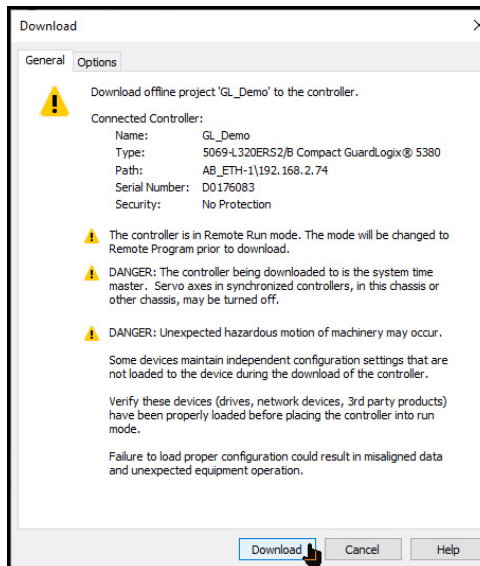 Download
General Options
Download offline project 'GL_Demo' to the controller.
Connected Controller:
Name: GL_Demo
Type: 5069-L320ERS2/B Compact GuardLogix® 5380
Path: AB_ETH-1\192.168.2.74
Serial Number: D0176083
Security: No Protection
The controller is in Remote Run mode. The mode will be changed to
Remote Program prior to download.
DANGER: The controller being downloaded to is the system time
master. Servo axes in synchronized controllers, in this chassis or
other chassis, may be turned off.
DANGER: Unexpected hazardous motion of machinery may occur.
Some devices maintain independent configuration settings that are
not loaded to the device during the download of the controller.
Verify these devices (drives, network devices, 3rd party products)
have been properly loaded before placing the controller into run
mode.
Failure to load proper configuration could result in misaligned data
and unexpected equipment operation.
Download Cancel Help